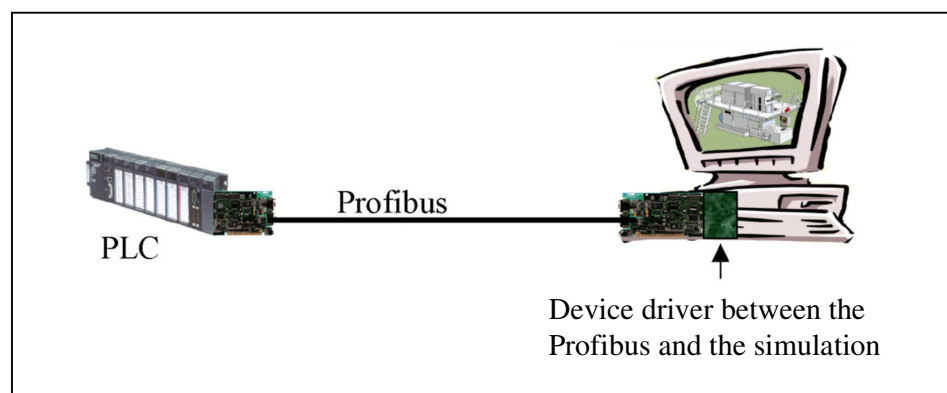 Profibus
PLC
Device driver between the
Profibus and the simulation